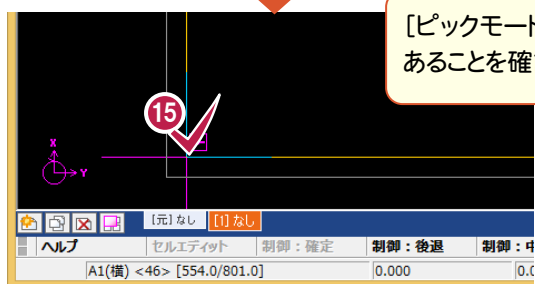 [ピックモード
あることを確
15
X
Y
[元] なし
[1] なし
ヘルプ
セルエディット
制御：確定
制御：後退
制御：中
A1(横) <46> [554.0/801.0]
0.000
0.0